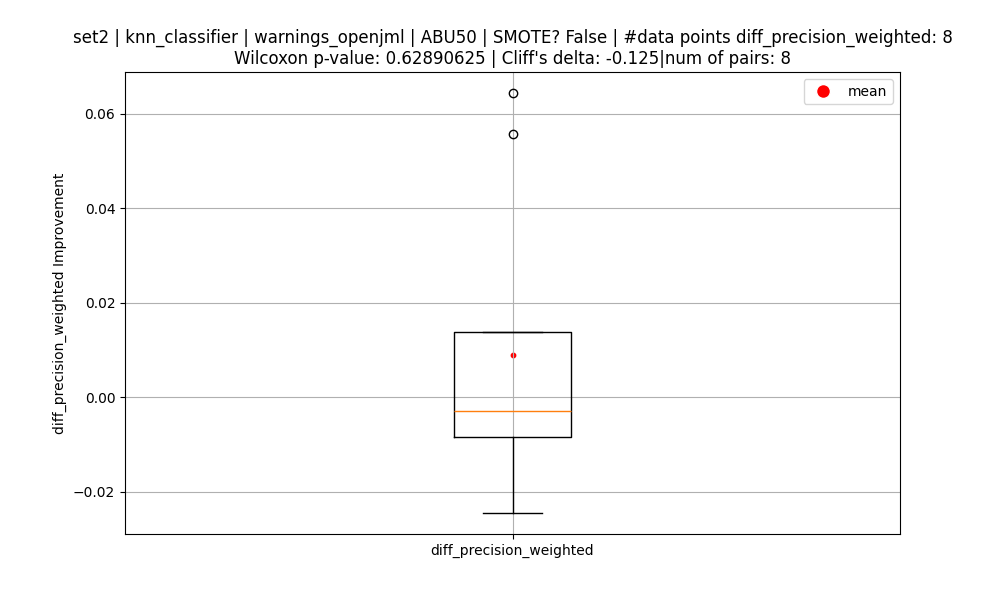 set2 | knn_classifier | warnings_openjml | ABU50 | SMOTE? False | #data points diff_precision_weighted: 8
Wilcoxon p-value: 0.62890625 | Cliff's delta: -0.125|num of pairs: 8
mean
0.06
0.04
0.02
0.00
−0.02
diff_precision_weighted Improvement
diff_precision_weighted